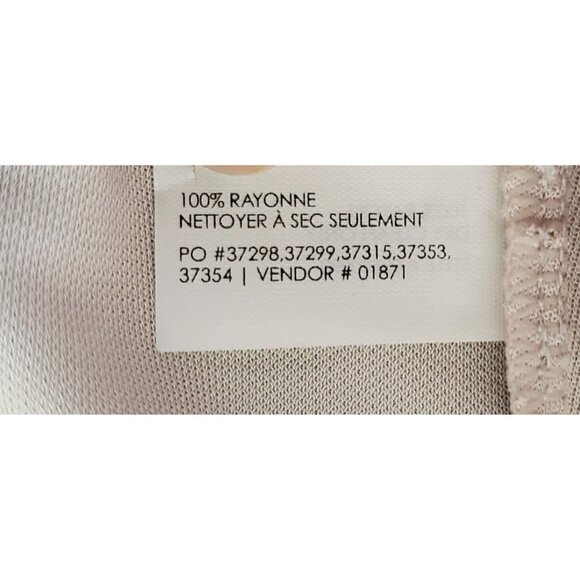 100% RAYONNE
NETTOYER À SEC SEULEMENT
PO #37298,37299,37315,37353,
37354 | VENDOR # 01871